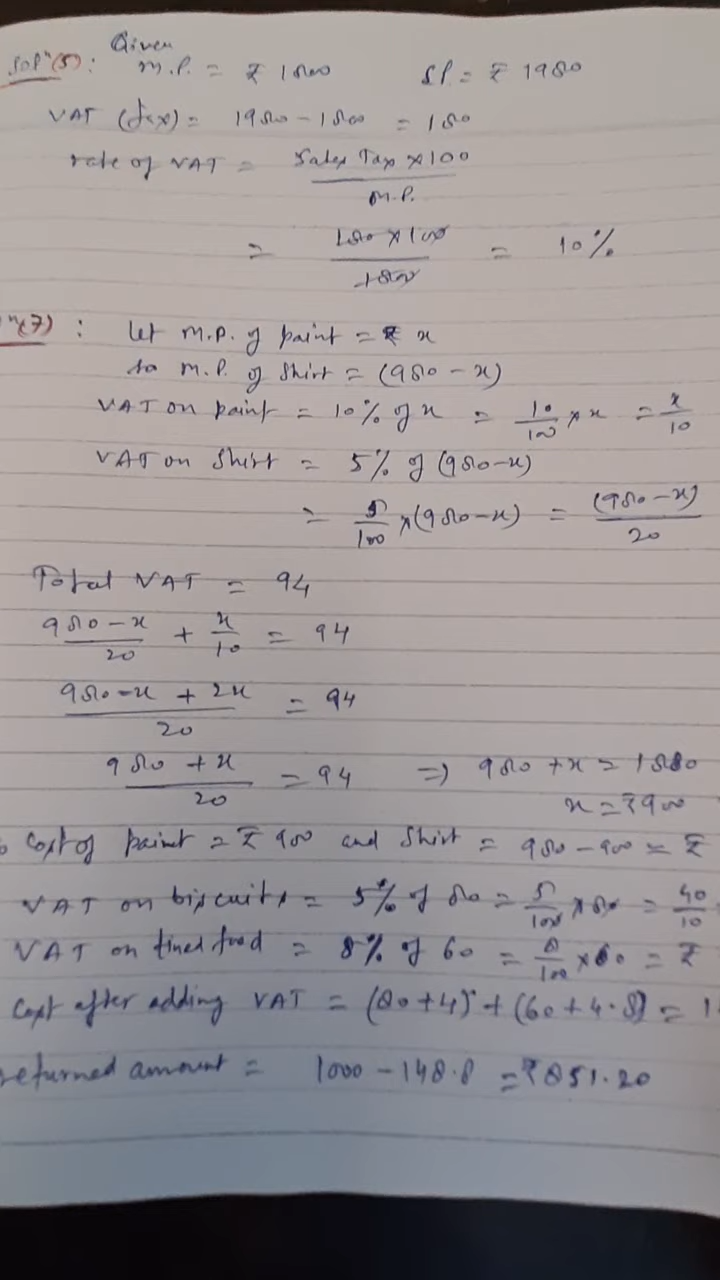 Given
Solⁿ(5): M.P. = ₹ 1800 S.P. = ₹ 1980
VAT (tax) = 1980 - 1800 = 180
rate of VAT = Sales Tax × 100 / M.P.
= 180 × 100 / 1800 = 10%
ⁿ(7) : Let M.P. of paint = ₹ x
so M.P. of Shirt = (980 - x)
VAT on paint = 10% of x = 10/100 × x = x/10
VAT on Shirt = 5% of (980-x)
= 5/100 × (980-x) = (980-x)/20
Total VAT = 94
980-x/20 + x/10 = 94
980-x + 2x/20 = 94
980 + x/20 = 94 ⇒ 980 + x = 1880
x = ₹900
Cost of paint = ₹ 900 and Shirt = 980 - 900 = ₹
VAT on biscuits = 5% of 80 = 5/100 × 80 = 40/10
VAT on tined food = 8% of 60 = 8/100 × 60 = ₹
Cost after adding VAT = (80+4) + (60+4.8) = 1
returned amount = 1000 - 148.8 = ₹851.20